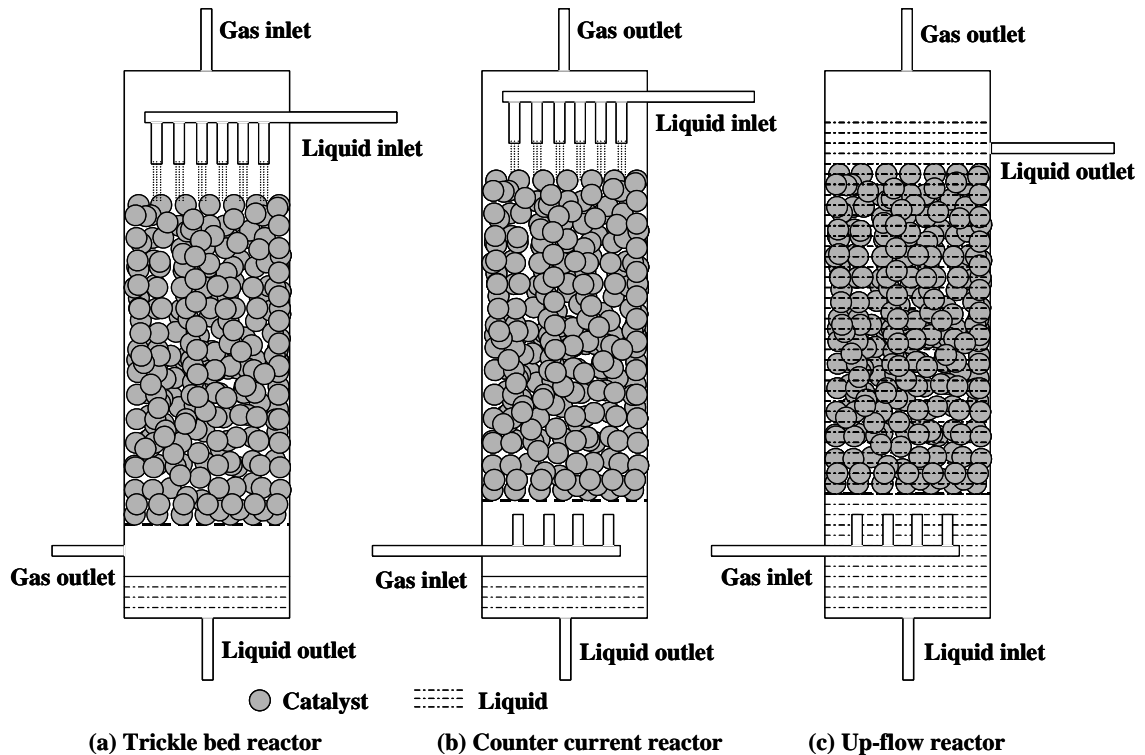 Gas inlet
Liquid inlet
Gas outlet
Liquid outlet
Gas outlet
Liquid inlet
Gas inlet
Liquid outlet
Gas outlet
Liquid outlet
Gas inlet
Liquid inlet
Catalyst
Liquid
(a) Trickle bed reactor
(b) Counter current reactor
(c) Up-flow reactor